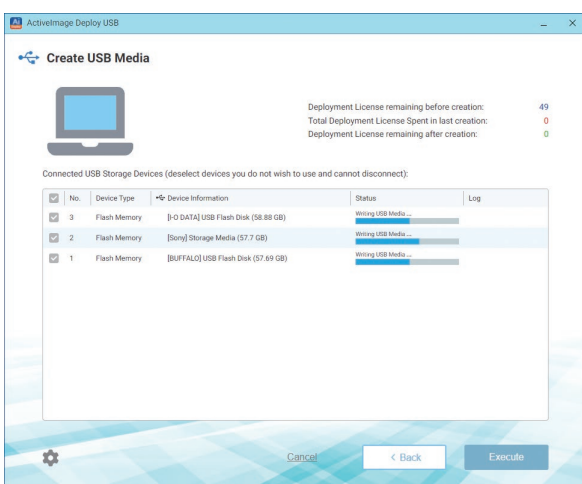 ActiveImage Deploy USB
Create USB Media
Deployment License remaining before creation: 49
Total Deployment License Spent in last creation: 0
Deployment License remaining after creation: 0
Connected USB Storage Devices (deselect devices you do not wish to use and cannot disconnect):
No. Device Type Device Information Status Log
3 Flash Memory [I-O DATA] USB Flash Disk (58.88 GB) Writing USB Media ...
2 Flash Memory [Sony] Storage Media (57.7 GB) Writing USB Media ...
1 Flash Memory [BUFFALO] USB Flash Disk (57.69 GB) Writing USB Media ...
Cancel < Back Execute